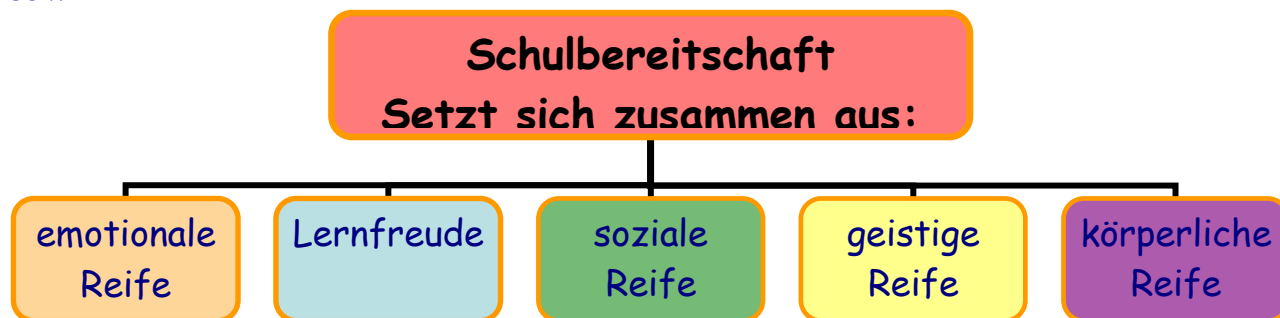 Schulbereitschaft
Setzt sich zusammen aus:
emotionale
Reife
Lernfreude
soziale
Reife
geistige
Reife
körperliche
Reife